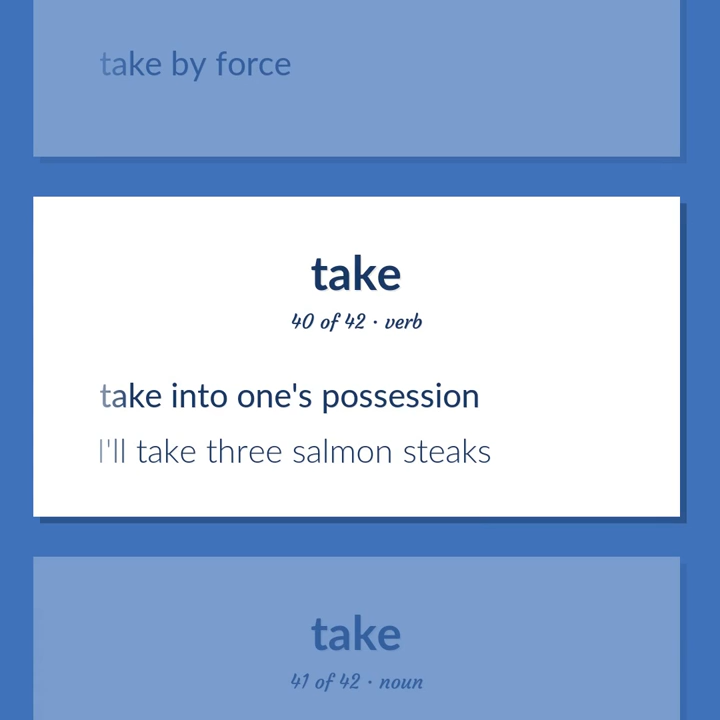 take by force
take
40 of 42 · verb
take into one's possession
I'll take three salmon steaks
take
41 of 42 · noun